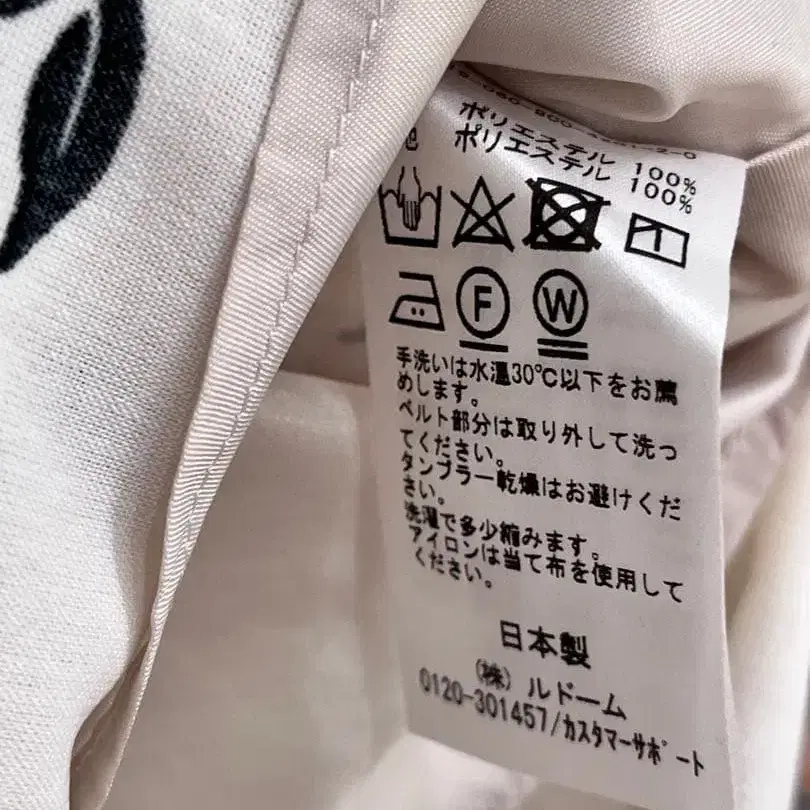 ポリエステル 100%
ポリエステル 100%
F W
手洗いは水温30℃以下をお薦
めします。
ベルト部分は取り外して洗っ
てください。
タンブラー乾燥はお避けくだ
さい。
洗濯で多少縮みます。
アイロンは当て布を使用して
ください。
日本製
(株) ルドーム
0120-301457/カスタマーサポート